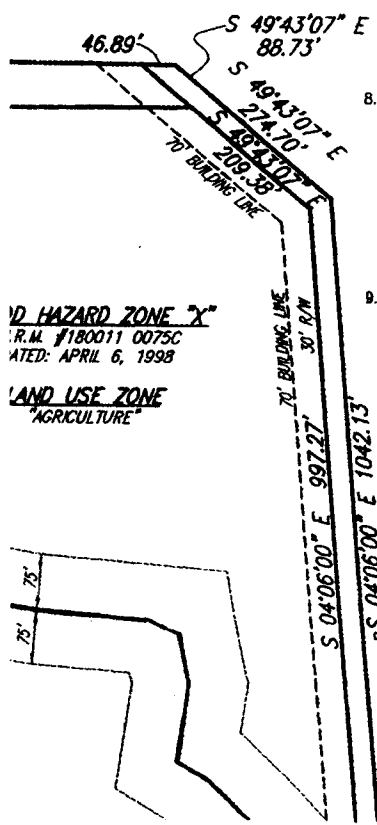 S 49°43'07" E
88.73'
46.89'
S 49°43'07" E
274.70'
8.
S 49°43'07" E
209.38'
70' BUILDING LINE
9.
D HAZARD ZONE "X"
.R.M. #180011 0075C
ATED: APRIL 6, 1998
LAND USE ZONE
"AGRICULTURE"
70' BUILDING LINE
30' R/W
S 04°06'00" E 997.27'
S 04°06'00" E 1042.13'
75'
75'